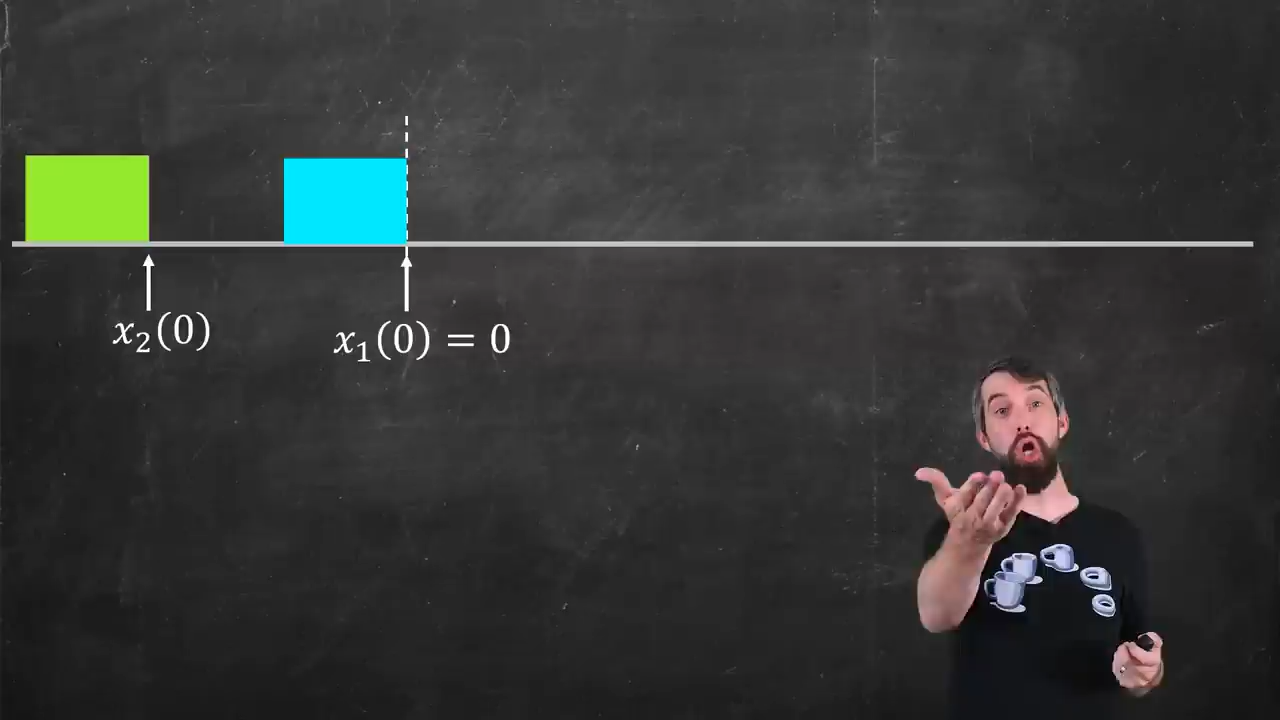 x₂(0)
x₁(0) = 0